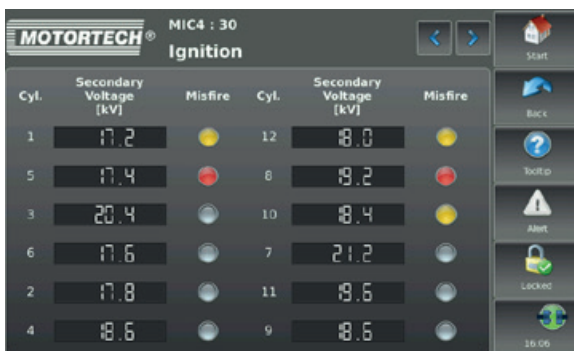 MOTORTECH®
MIC4 : 30
Ignition
Start
Cyl. Secondary Voltage [kV] Misfire Cyl. Secondary Voltage [kV] Misfire
Back
1 17.2 12 18.0
Tooltip
5 17.4 8 19.2
3 20.4 10 18.4
Alert
6 17.6 7 21.2
Locked
2 17.8 11 19.6
4 18.6 9 18.6
16:06